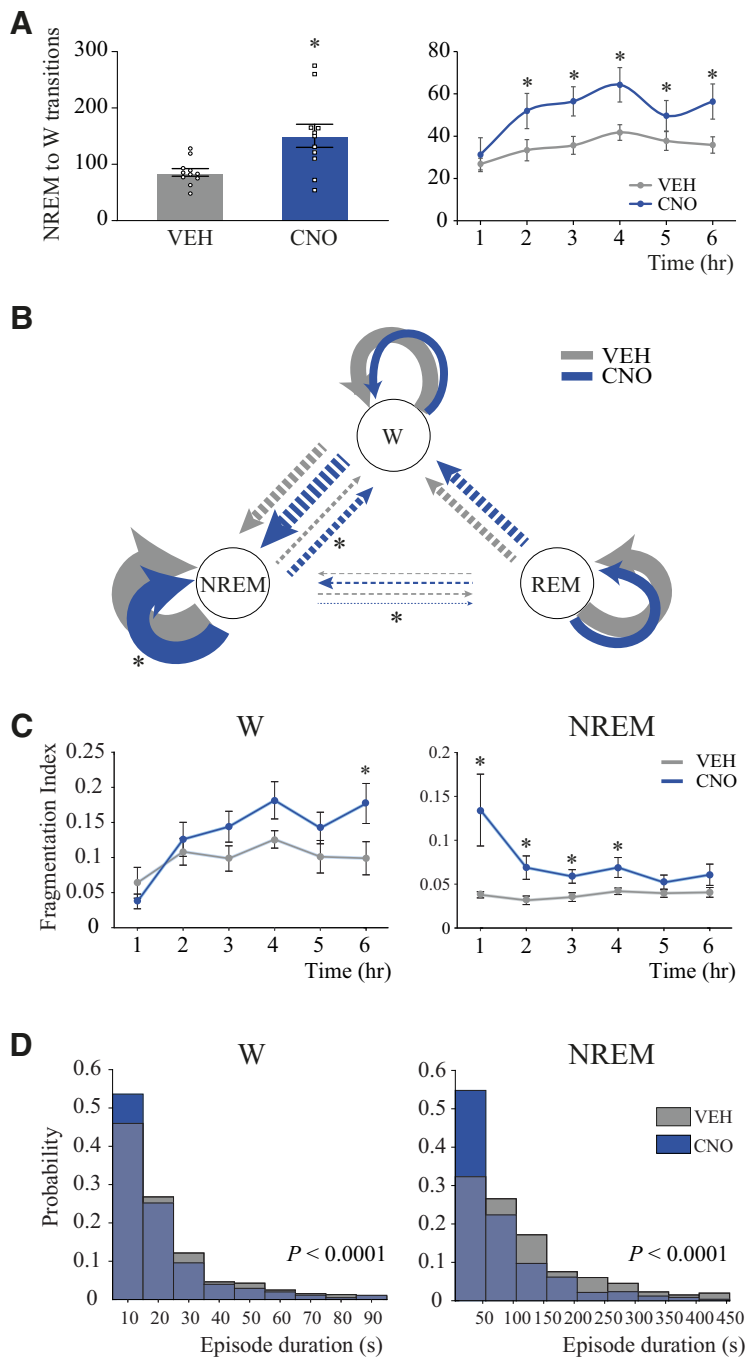 A
NREM to W transitions
300
200
100
0
*
VEH
CNO
80
60
40
20
0
* * * * *
VEH
CNO
1 2 3 4 5 6
Time (hr)
B
VEH
CNO
W
NREM
REM
*
*
*
C
W
Fragmentation Index
0.25
0.2
0.15
0.1
0.05
0
*
1 2 3 4 5 6
Time (hr)
NREM
0.2
0.15
0.1
0.05
0
* * * *
VEH
CNO
1 2 3 4 5 6
Time (hr)
D
W
Probability
0.6
0.5
0.4
0.3
0.2
0.1
0
P < 0.0001
10 20 30 40 50 60 70 80 90
Episode duration (s)
NREM
0.6
0.5
0.4
0.3
0.2
0.1
0
VEH
CNO
P < 0.0001
50 100 150 200 250 300 350 400 450
Episode duration (s)